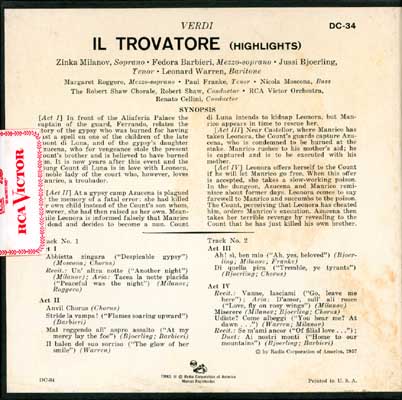 VERDI
DC-34
IL TROVATORE (HIGHLIGHTS)
Zinka Milanov, Soprano · Fedora Barbieri, Mezzo-soprano · Jussi Bjoerling,
Tenor · Leonard Warren, Baritone
Margaret Roggero, Mezzo-soprano · Paul Franke, Tenor · Nicola Moscona, Bass
The Robert Shaw Chorale, Robert Shaw, Conductor · RCA Victor Orchestra,
Renato Cellini, Conductor
SYNOPSIS
[Act I] In front of the Aliaferia Palace the
captain of the guard, Ferrando, relates the
story of the gypsy who was burned for having
cast a spell on one of the children of the late
Count di Luna, and of the gypsy's daughter
Azucena, who for vengeance stole the present
Count's brother and is believed to have burned
him. It is now years after this event and the
young Count di Luna is in love with Leonora,
noble lady of the court who, however, loves
Manrico, a troubador.
[Act II] At a gypsy camp Azucena is plagued
by the memory of a fatal error: she had killed
her own child instead of the Count's son whom,
however, she had then raised as her own. Mean-
while Leonora is informed falsely that Manrico
is dead and decides to become a nun. Count
di Luna intends to kidnap Leonora, but Man-
rico appears in time to rescue her.
[Act III] Near Castellor, where Manrico has
taken Leonora, the Count's guards capture Azu-
cena, who is condemned to be burned at the
stake. Manrico rushes to his mother's aid; he
is captured and is to be executed with his
mother.
[Act IV] Leonora offers herself to the Count
if he will let Manrico go free. When this offer
is accepted, she takes a slow-working poison.
In the dungeon, Azucena and Manrico remi-
nisce about former days. Leonora comes to say
farewell to Manrico and succumbs to the poison.
The Count, perceiving that Leonora has cheated
him, orders Manrico's execution. Azucena then
takes her terrible revenge by revealing to the
Count that he has just killed his own brother.
RCA VICTOR
Track No. 1
Act I
Abbietta zingara ("Despicable gypsy")
(Moscona; Chorus)
Recit.: Un' altra notte ("Another night")
(Milanov); Aria: Tacea la notte placida
("Peaceful was the night") (Milanov;
Roggero)
Act II
Anvil Chorus (Chorus)
Stride la vampa! ("Flames soaring upward")
(Barbieri)
Mal reggendo all' aspro assalto ("At my
mercy lay the foe") (Bjoerling; Barbieri)
Il balen del suo sorriso ("The glow of her
smile") (Warren)
Track No. 2
Act III
Ah! sì, ben mio ("Ah, yes, beloved") (Bjoer-
ling; Milanov; Franke)
Di quella pira ("Tremble, ye tyrants")
(Bjoerling; Chorus)
Act IV
Recit.: Vanne, lasciami ("Go, leave me
here"); Aria: D'amor, sull' ali rosee
("Love, fly on rosy wings") (Milanov)
Miserere (Milanov; Bjoerling; Chorus)
Udiste? Come albeggi ("You hear me? At
dawn . . .") (Warren; Milanov)
Recit.: Se m'ami ancor ("Of filial love . . .");
Duet: Ai nostri monti ("Home to our
mountains") (Bjoerling; Barbieri)
© by Radio Corporation of America, 1957
DC-34
TMKS ® © Radio Corporation of America
Marcas Registradas
Printed in U. S. A.